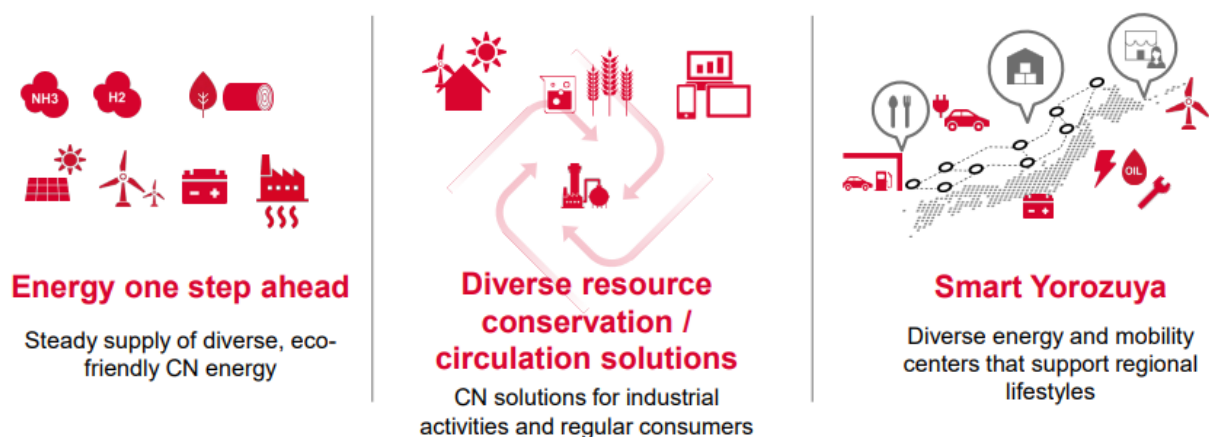 NH3
H2
Energy one step ahead
Steady supply of diverse, eco-
friendly CN energy
Diverse resource
conservation /
circulation solutions
CN solutions for industrial
activities and regular consumers
OIL
Smart Yorozuya
Diverse energy and mobility
centers that support regional
lifestyles